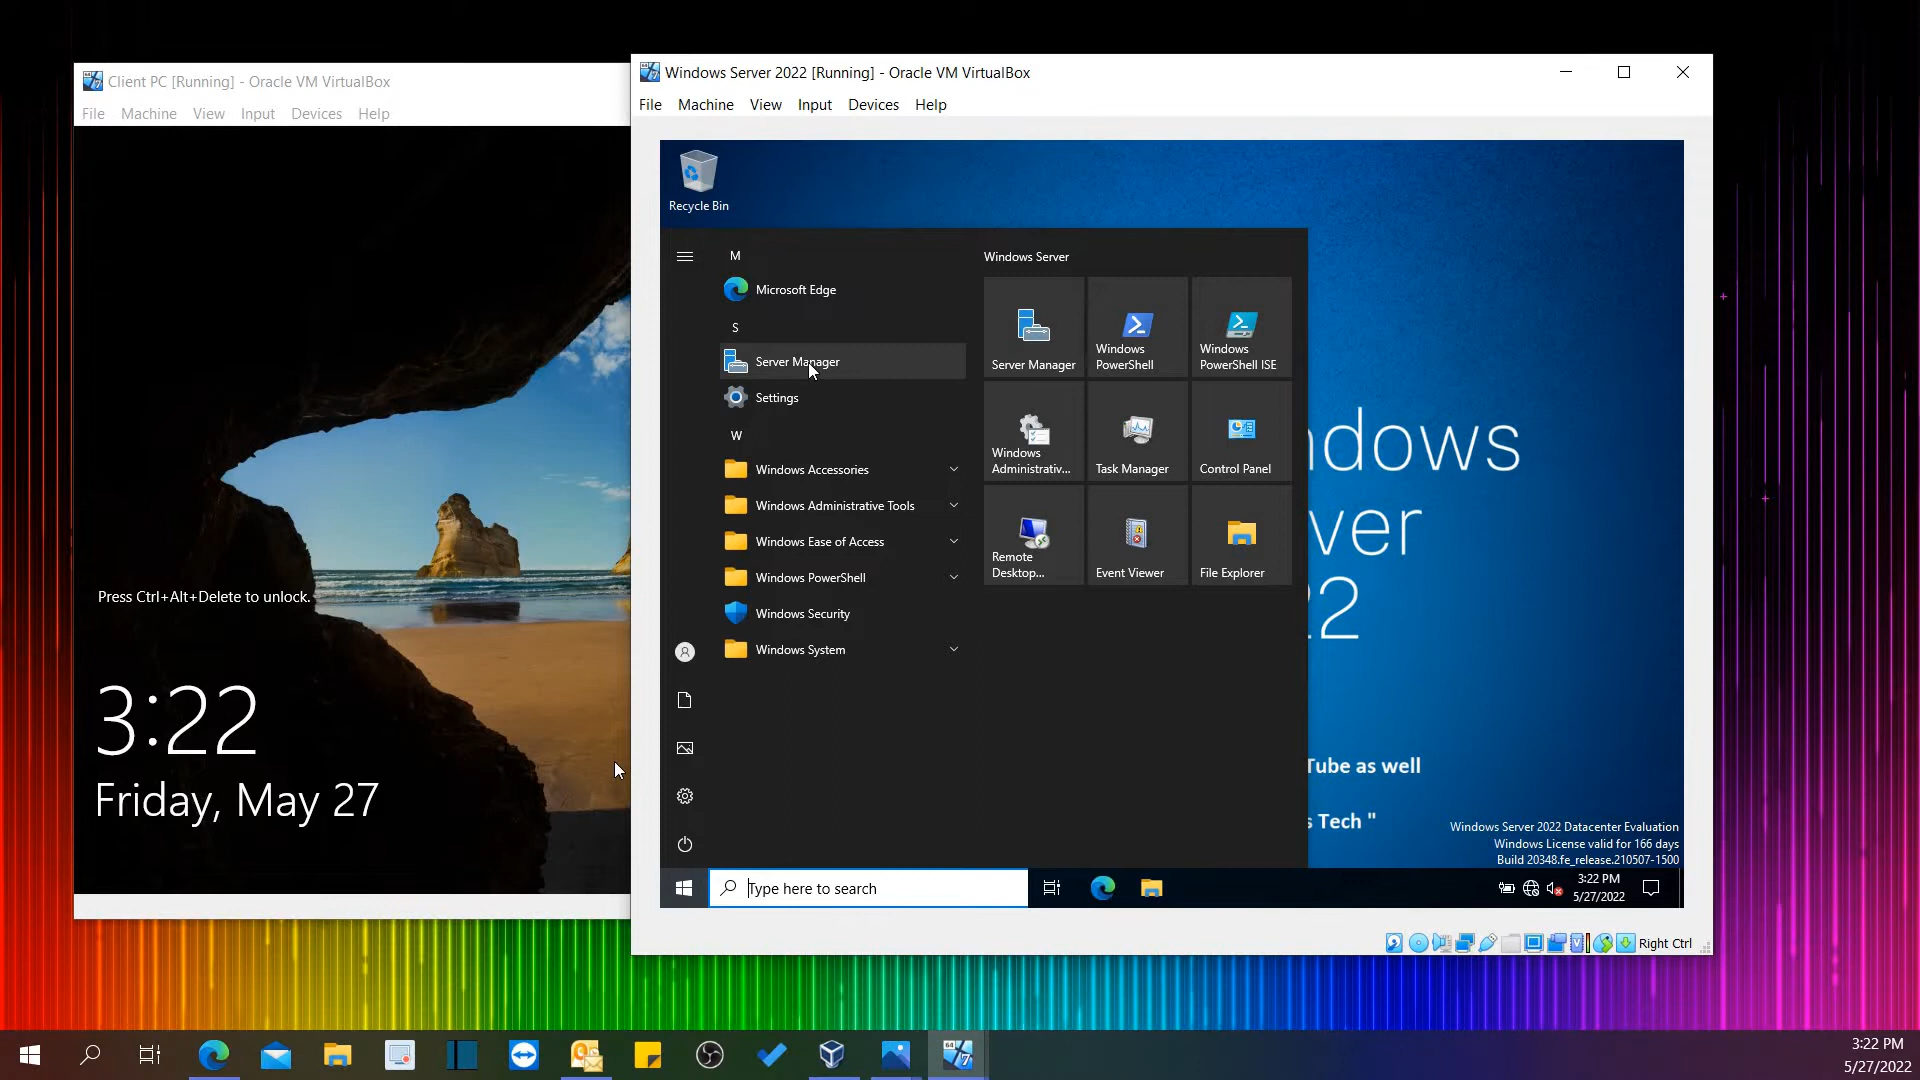 Client PC [Running] - Oracle VM VirtualBox
File Machine View Input Devices Help
Press Ctrl+Alt+Delete to unlock.
3:22
Friday, May 27
Windows Server 2022 [Running] - Oracle VM VirtualBox
File Machine View Input Devices Help
Recycle Bin
M
Microsoft Edge
S
Server Manager
Settings
W
Windows Accessories
Windows Administrative Tools
Windows Ease of Access
Windows PowerShell
Windows Security
Windows System
Windows Server
Server Manager
Windows
PowerShell
Windows
PowerShell ISE
Windows
Administrativ...
Task Manager
Control Panel
Remote
Desktop...
Event Viewer
File Explorer
ndows
ver
22
Tube as well
s Tech "
Windows Server 2022 Datacenter Evaluation
Windows License valid for 166 days
Build 20348.fe_release.210507-1500
Type here to search
3:22 PM
5/27/2022
Right Ctrl
3:22 PM
5/27/2022